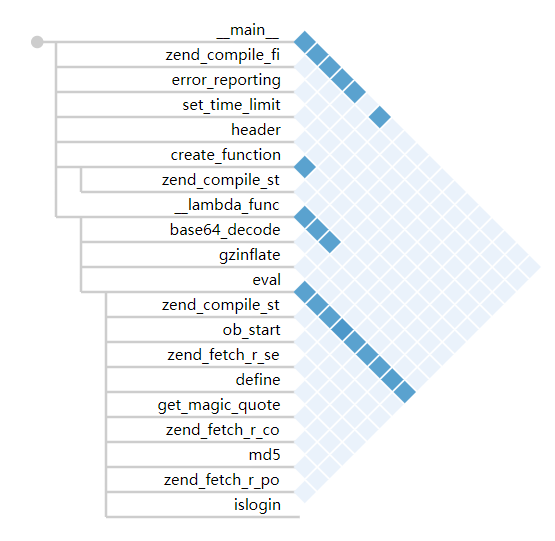 __main__
zend_compile_fi
error_reporting
set_time_limit
header
create_function
zend_compile_st
__lambda_func
base64_decode
gzinflate
eval
zend_compile_st
ob_start
zend_fetch_r_se
define
get_magic_quote
zend_fetch_r_co
md5
zend_fetch_r_po
islogin